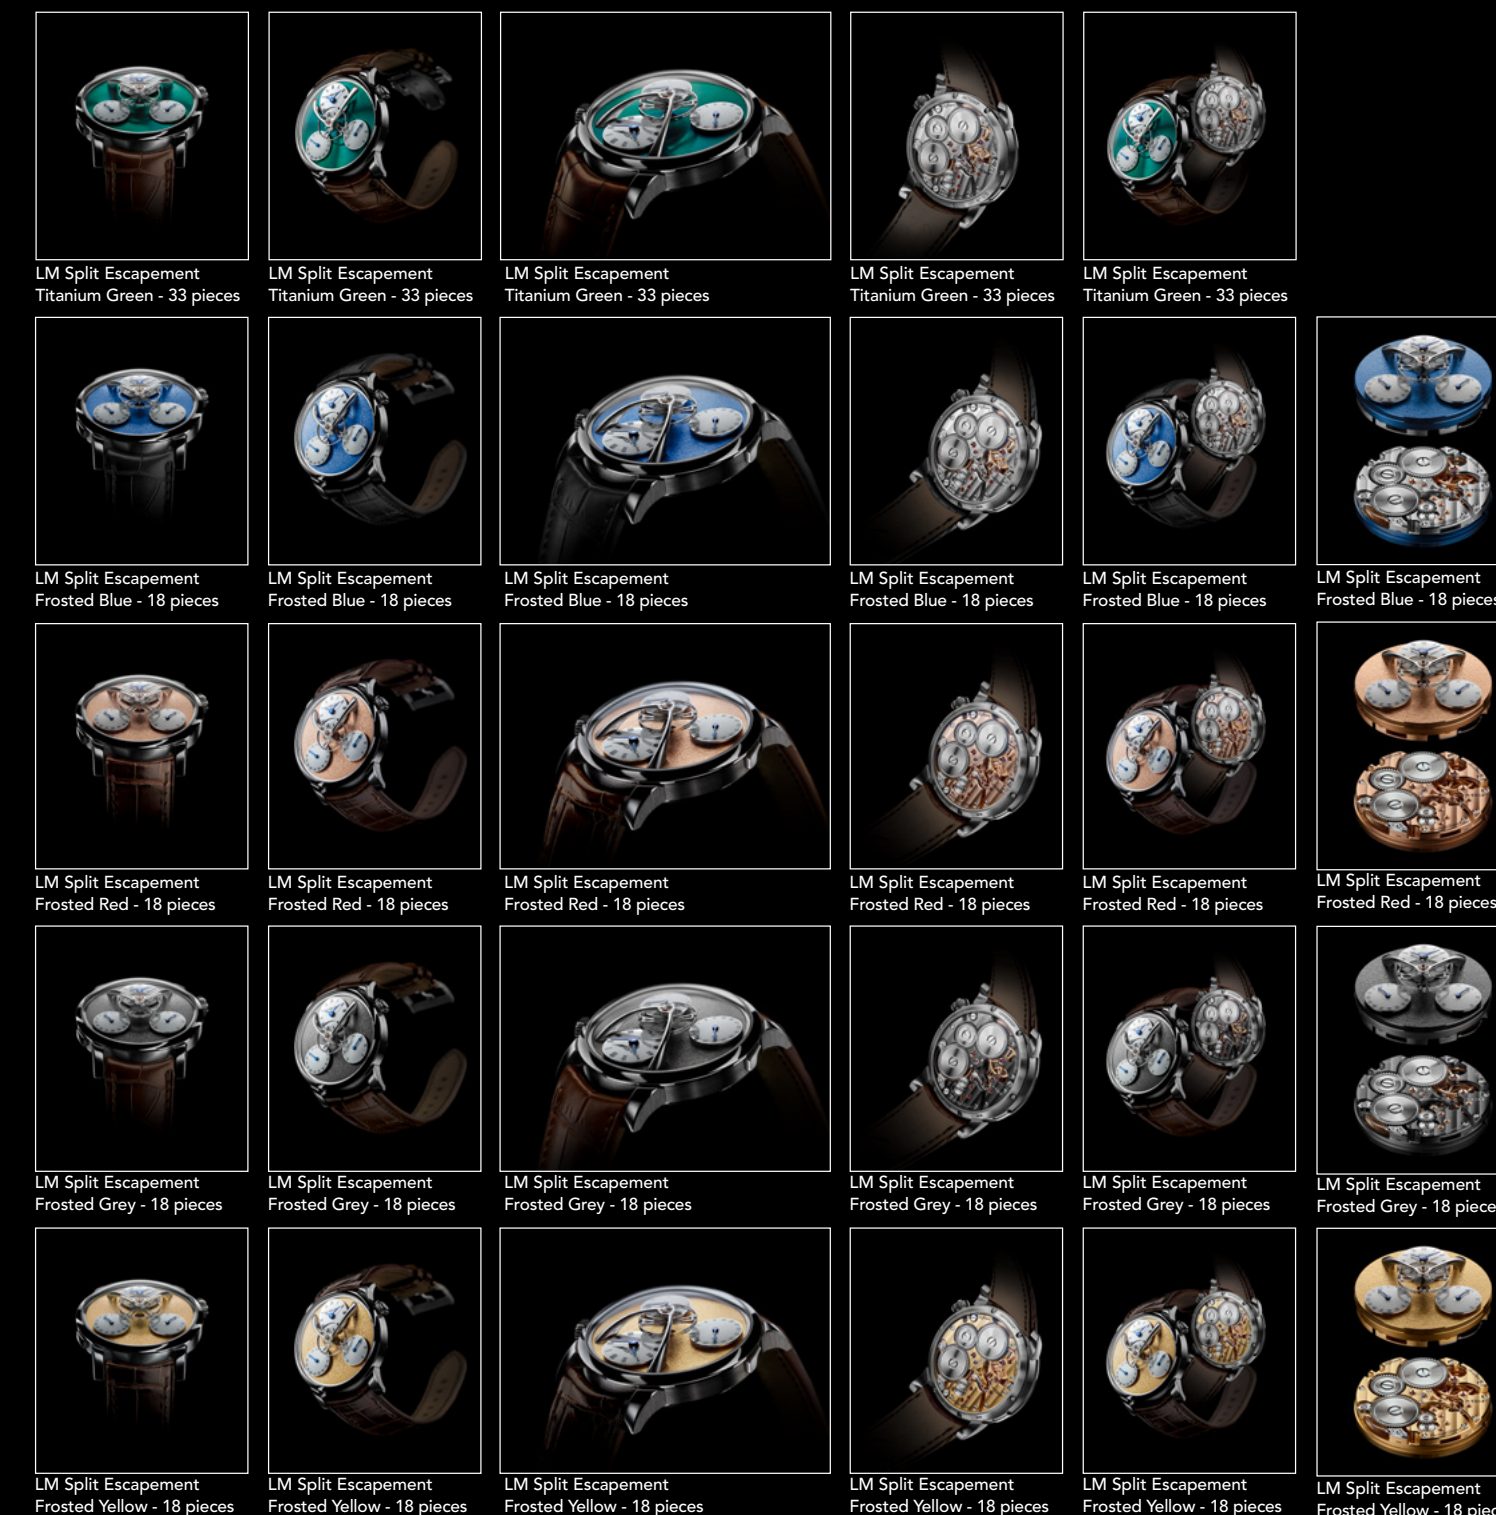 LM Split Escapement
Titanium Green - 33 pieces
LM Split Escapement
Titanium Green - 33 pieces
LM Split Escapement
Titanium Green - 33 pieces
LM Split Escapement
Titanium Green - 33 pieces
LM Split Escapement
Titanium Green - 33 pieces
LM Split Escapement
Frosted Blue - 18 pieces
LM Split Escapement
Frosted Blue - 18 pieces
LM Split Escapement
Frosted Blue - 18 pieces
LM Split Escapement
Frosted Blue - 18 pieces
LM Split Escapement
Frosted Blue - 18 pieces
LM Split Escapement
Frosted Blue - 18 pieces
LM Split Escapement
Frosted Red - 18 pieces
LM Split Escapement
Frosted Red - 18 pieces
LM Split Escapement
Frosted Red - 18 pieces
LM Split Escapement
Frosted Red - 18 pieces
LM Split Escapement
Frosted Red - 18 pieces
LM Split Escapement
Frosted Red - 18 pieces
LM Split Escapement
Frosted Grey - 18 pieces
LM Split Escapement
Frosted Grey - 18 pieces
LM Split Escapement
Frosted Grey - 18 pieces
LM Split Escapement
Frosted Grey - 18 pieces
LM Split Escapement
Frosted Grey - 18 pieces
LM Split Escapement
Frosted Grey - 18 piece
LM Split Escapement
Frosted Yellow - 18 pieces
LM Split Escapement
Frosted Yellow - 18 pieces
LM Split Escapement
Frosted Yellow - 18 pieces
LM Split Escapement
Frosted Yellow - 18 pieces
LM Split Escapement
Frosted Yellow - 18 pieces
LM Split Escapement
Frosted Yellow - 18 piec